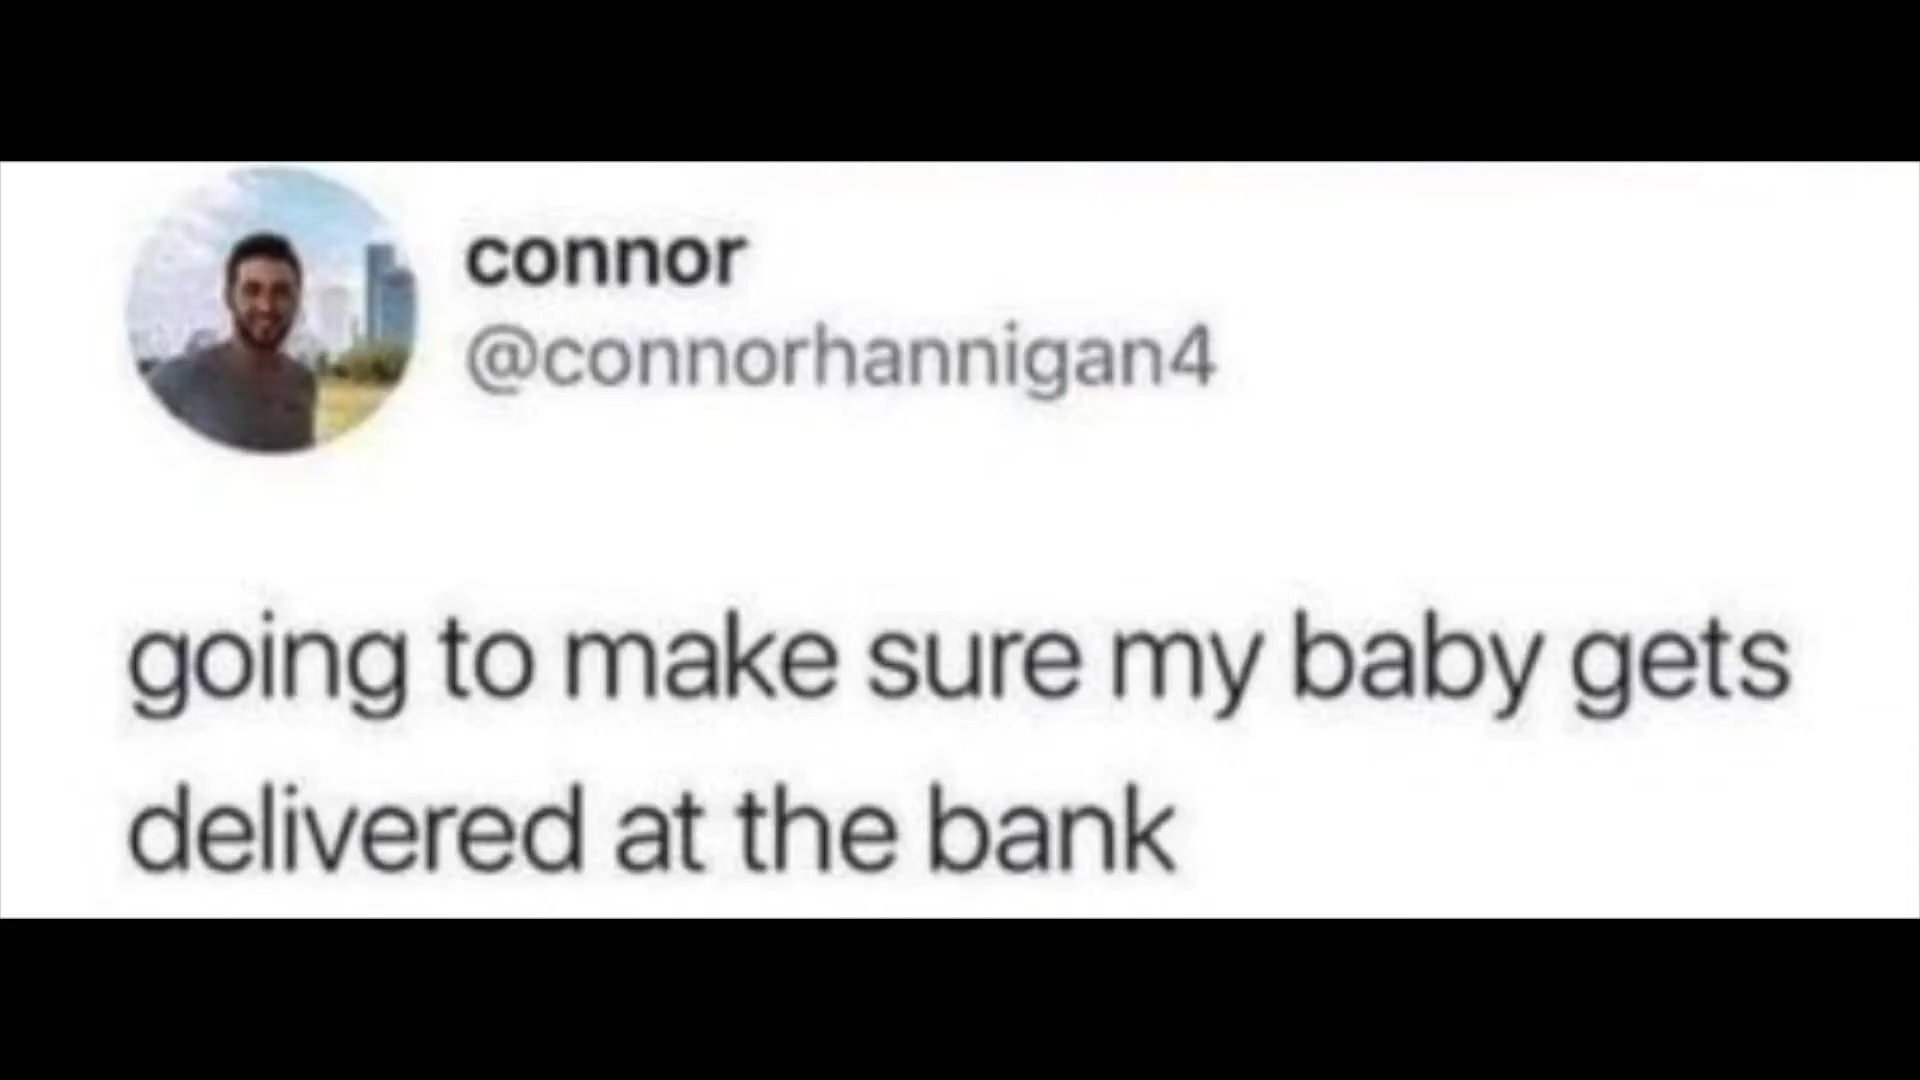 connor
@connorhannigan4
going to make sure my baby gets
delivered at the bank